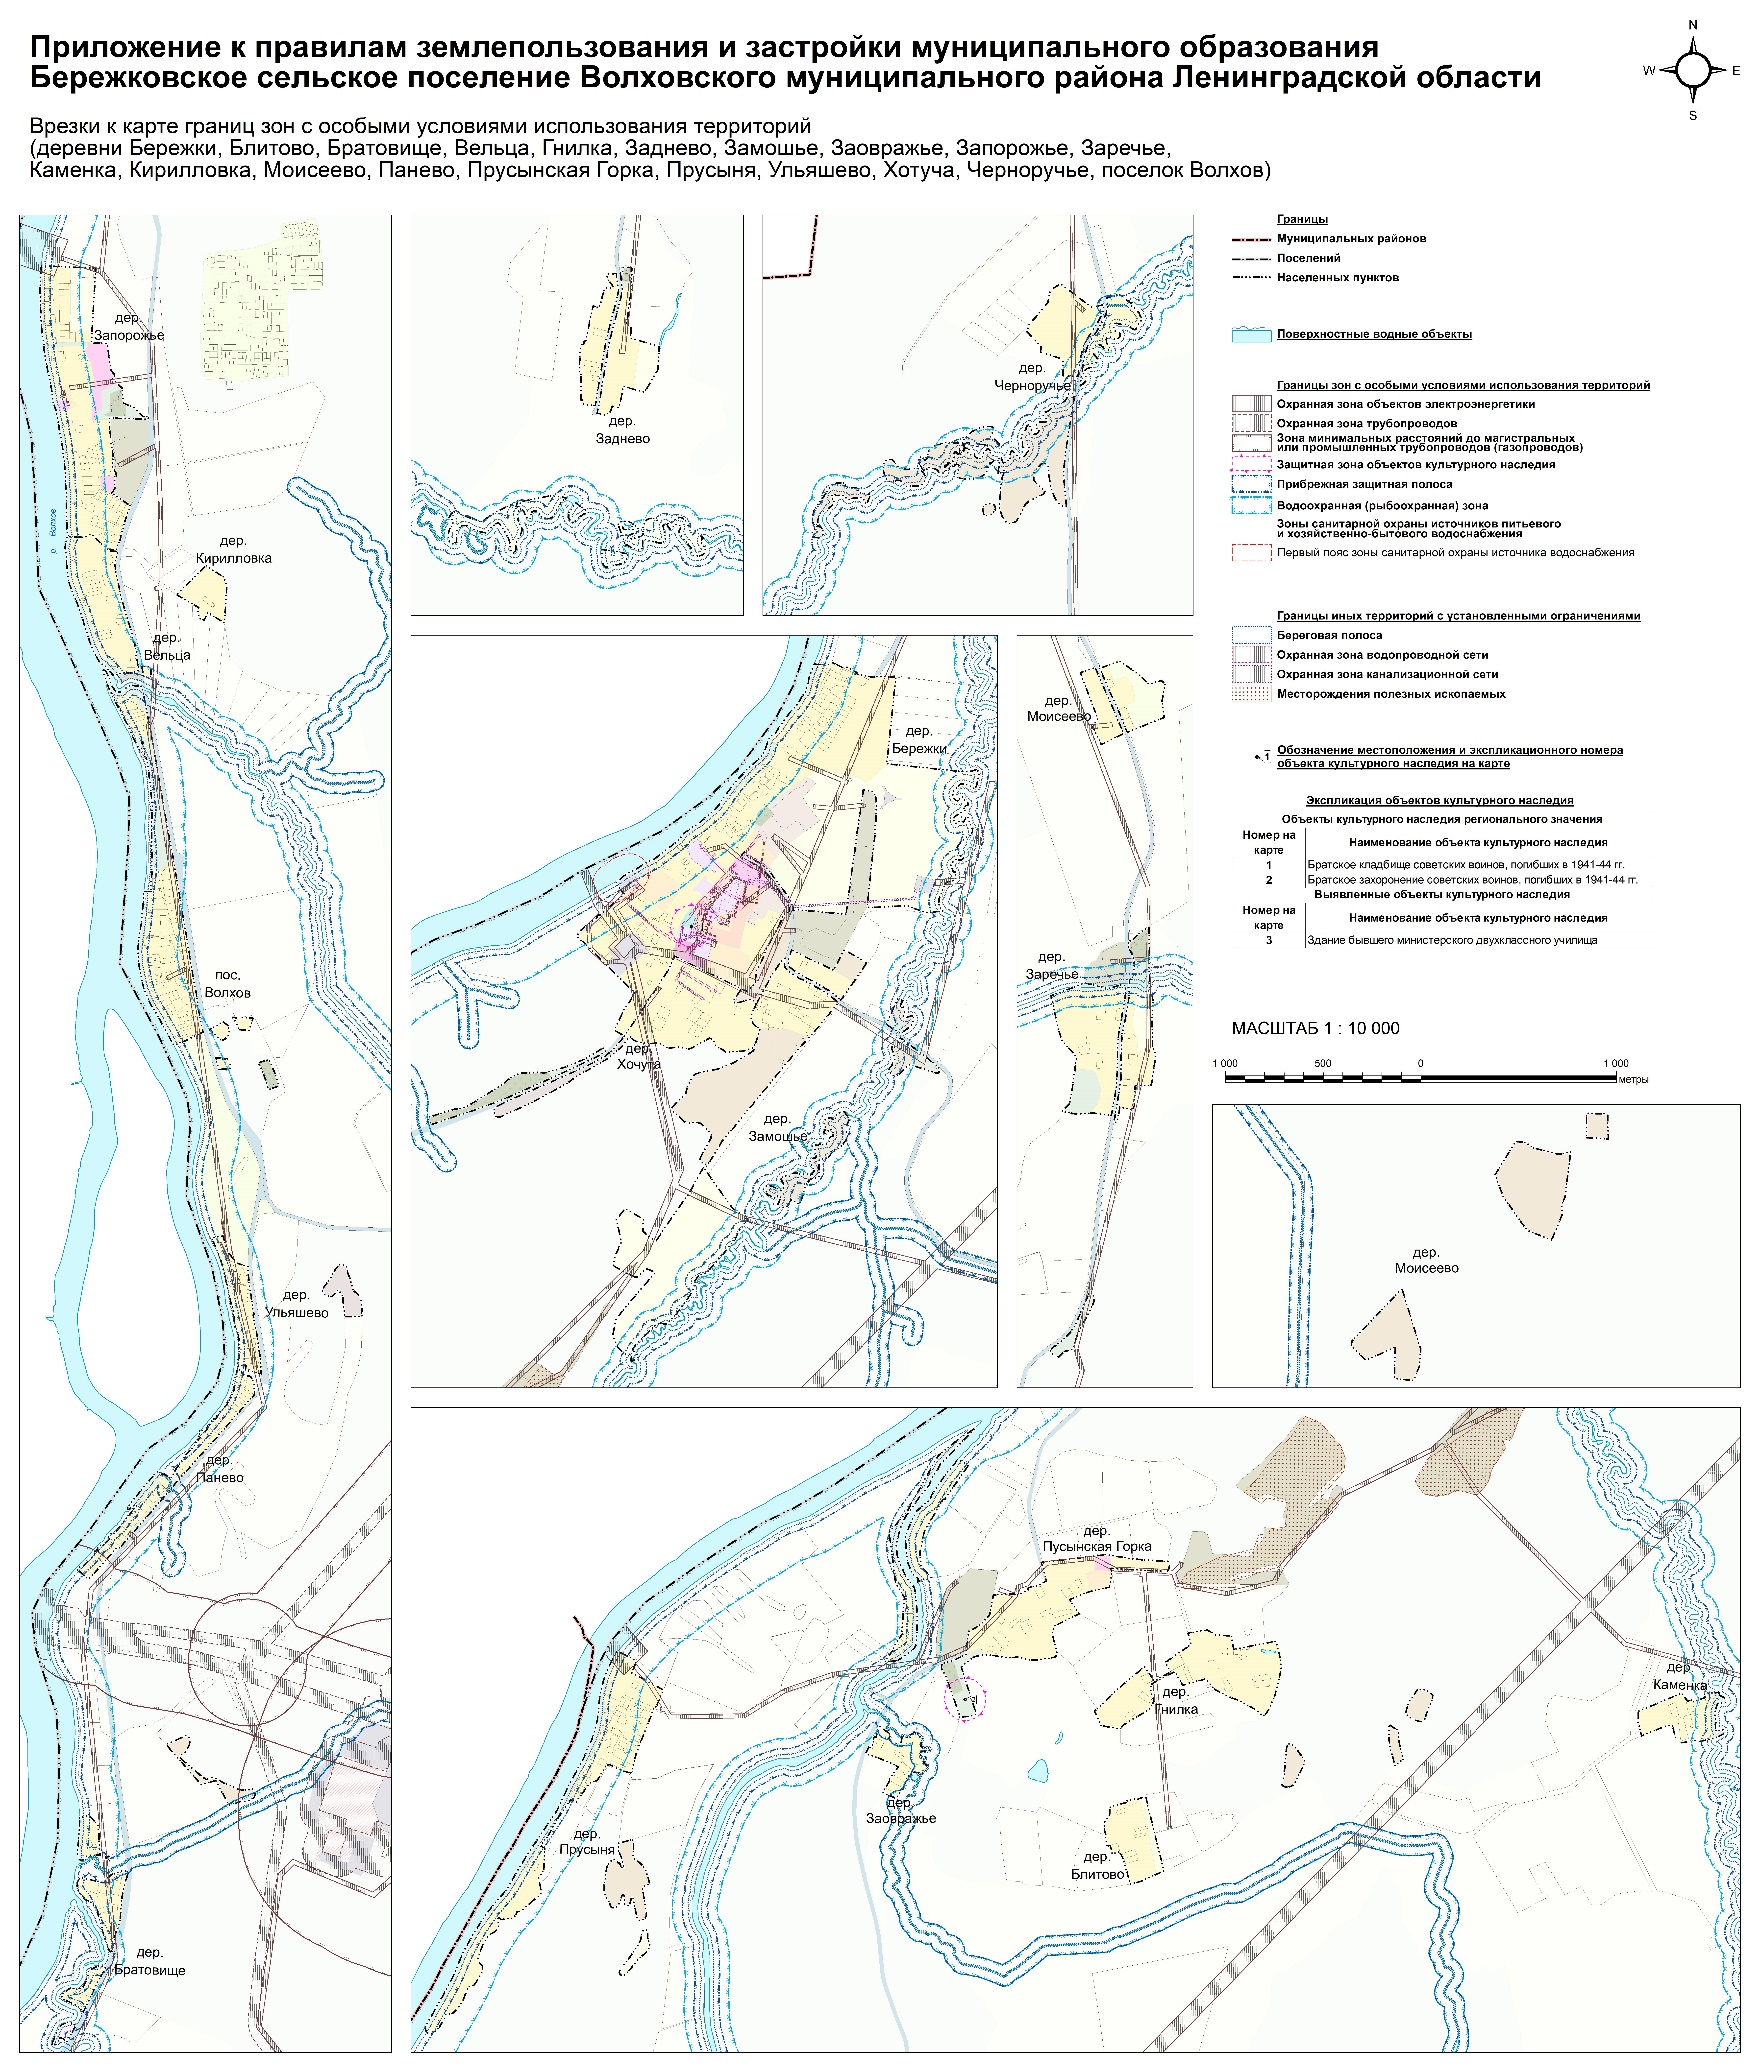 Приложение к правилам землепользования и застройки муниципального образования
Бережковское сельское поселение Волховского муниципального района Ленинградской области
N
W
E
S
Врезки к карте границ зон с особыми условиями использования территорий
(деревни Бережки, Блитово, Братовище, Вельца, Гнилка, Заднево, Замошье, Заовражье, Запорожье, Заречье,
Каменка, Кирилловка, Моисеево, Панево, Прусынская Горка, Прусыня, Ульяшево, Хотуча, Черноручье, поселок Волхов)
дер.
Запорожье
р. Волхов
дер.
Кирилловка
дер.
Вельца
пос.
Волхов
дер.
Ульяшево
дер.
Панево
дер.
Братовище
дер.
Заднево
дер.
Черноручье
дер.
Бережки
дер.
Хочута
дер.
Замошье
дер.
Моисеево
дер.
Заречье
Границы
Муниципальных районов
Поселений
Населенных пунктов
Поверхностные водные объекты
Границы зон с особыми условиями использования территорий
Охранная зона объектов электроэнергетики
Охранная зона трубопроводов
Зона минимальных расстояний до магистральных
или промышленных трубопроводов (газопроводов)
Защитная зона объектов культурного наследия
Прибрежная защитная полоса
Водоохранная (рыбоохранная) зона
Зоны санитарной охраны источников питьевого
и хозяйственно-бытового водоснабжения
Первый пояс зоны санитарной охраны источника водоснабжения
Границы иных территорий с установленными ограничениями
Береговая полоса
Охранная зона водопроводной сети
Охранная зона канализационной сети
Месторождения полезных ископаемых
1
Обозначение местоположения и экспликационного номера
объекта культурного наследия на карте
Экспликация объектов культурного наследия
Объекты культурного наследия регионального значения
Номер на
карте
Наименование объекта культурного наследия
1 Братское кладбище советских воинов, погибших в 1941-44 гг.
2 Братское захоронение советских воинов, погибших в 1941-44 гг.
Выявленные объекты культурного наследия
Номер на
карте
Наименование объекта культурного наследия
3 Здание бывшего министерского двухклассного училища
МАСШТАБ 1 : 10 000
1 000 500 0 1 000
метры
дер.
Моисеево
дер.
Пусынская Горка
дер.
Гнилка
дер.
Каменка
дер.
Заовражье
дер.
Прусыня
дер.
Блитово